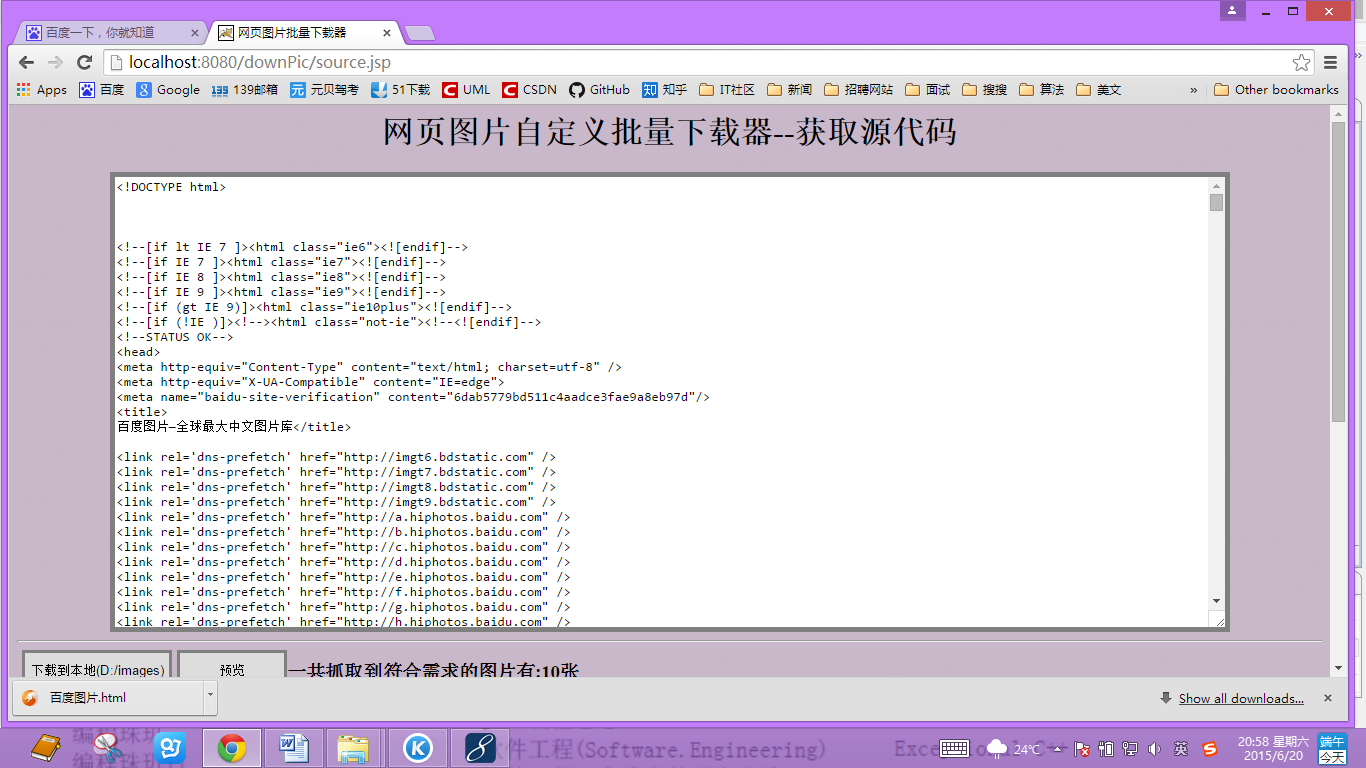 百度一下，你就知道
网页图片批量下载器
localhost:8080/downPic/source.jsp
Apps 百度 Google 139邮箱 元贝驾考 51下载 UML CSDN GitHub 知乎 IT社区 新闻 招聘网站 面试 搜搜 算法 美文 » Other bookmarks
网页图片自定义批量下载器--获取源代码
<!DOCTYPE html>
<!--[if lt IE 7 ]><html class="ie6"><![endif]-->
<!--[if IE 7 ]><html class="ie7"><![endif]-->
<!--[if IE 8 ]><html class="ie8"><![endif]-->
<!--[if IE 9 ]><html class="ie9"><![endif]-->
<!--[if (gt IE 9)]><html class="ie10plus"><![endif]-->
<!--[if (!IE )]><!--><html class="not-ie"><!--<![endif]-->
<!--STATUS OK-->
<head>
<meta http-equiv="Content-Type" content="text/html; charset=utf-8" />
<meta http-equiv="X-UA-Compatible" content="IE=edge">
<meta name="baidu-site-verification" content="6dab5779bd511c4aadce3fae9a8eb97d"/>
<title>
百度图片—全球最大中文图片库</title>
<link rel='dns-prefetch' href="http://imgt6.bdstatic.com" />
<link rel='dns-prefetch' href="http://imgt7.bdstatic.com" />
<link rel='dns-prefetch' href="http://imgt8.bdstatic.com" />
<link rel='dns-prefetch' href="http://imgt9.bdstatic.com" />
<link rel='dns-prefetch' href="http://a.hiphotos.baidu.com" />
<link rel='dns-prefetch' href="http://b.hiphotos.baidu.com" />
<link rel='dns-prefetch' href="http://c.hiphotos.baidu.com" />
<link rel='dns-prefetch' href="http://d.hiphotos.baidu.com" />
<link rel='dns-prefetch' href="http://e.hiphotos.baidu.com" />
<link rel='dns-prefetch' href="http://f.hiphotos.baidu.com" />
<link rel='dns-prefetch' href="http://g.hiphotos.baidu.com" />
<link rel='dns-prefetch' href="http://h.hiphotos.baidu.com" />
下载到本地(D:/images) 预览 一共抓取到符合需求的图片有:10张
百度图片.html
Show all downloads...
件工程(Software.Engineering)
24℃ 英 20:58 星期六 端午
2015/6/20 今天